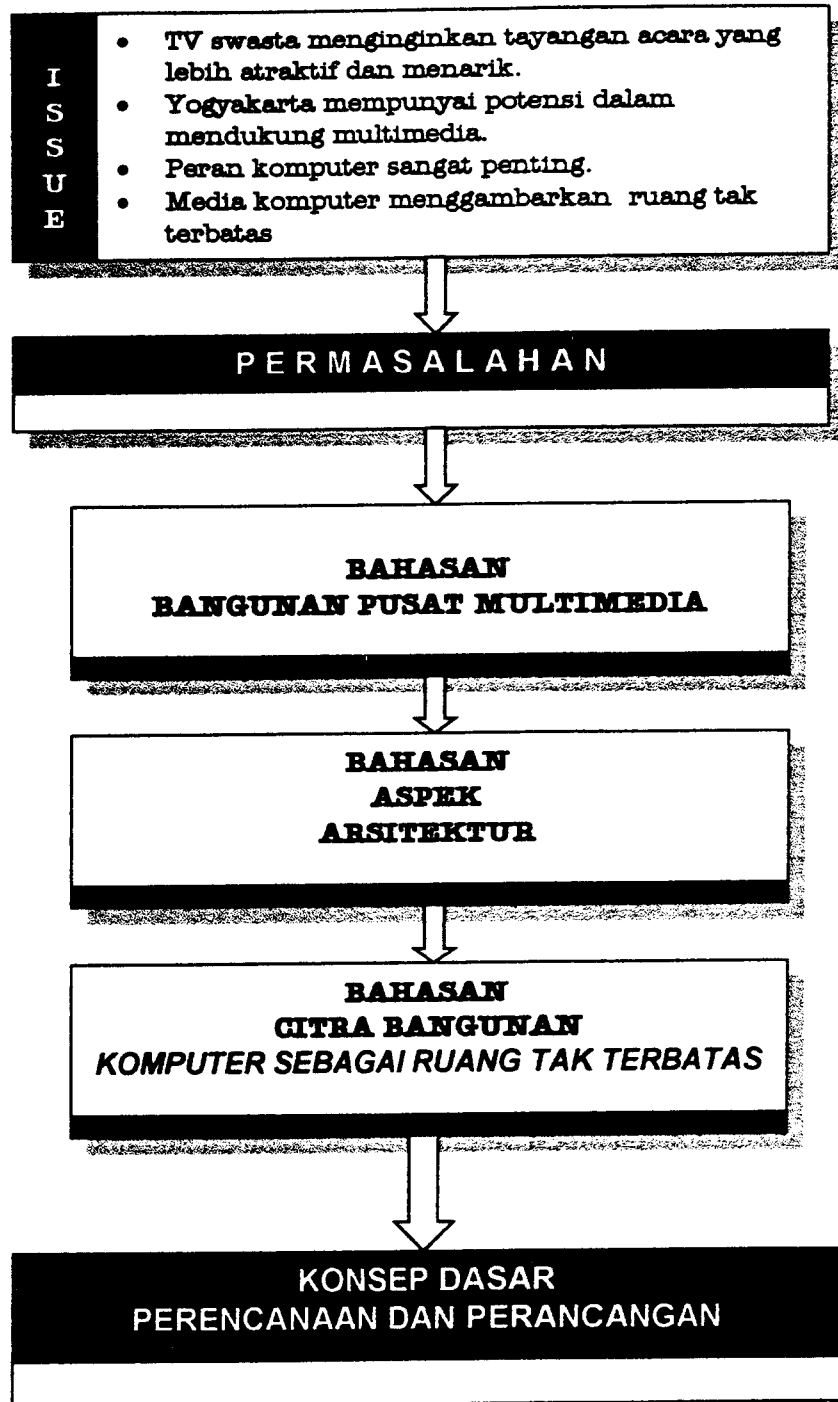 ISSUE
• TV swasta menginginkan tayangan acara yang
lebih atraktif dan menarik.
• Yogyakarta mempunyai potensi dalam
mendukung multimedia.
• Peran komputer sangat penting.
• Media komputer menggambarkan ruang tak
terbatas
PERMASALAHAN
BAHASAN
BANGUNAN PUSAT MULTIMEDIA
BAHASAN
ASPEK
ARSITEKTUR
BAHASAN
CITRA BANGUNAN
KOMPUTER SEBAGAI RUANG TAK TERBATAS
KONSEP DASAR
PERENCANAAN DAN PERANCANGAN